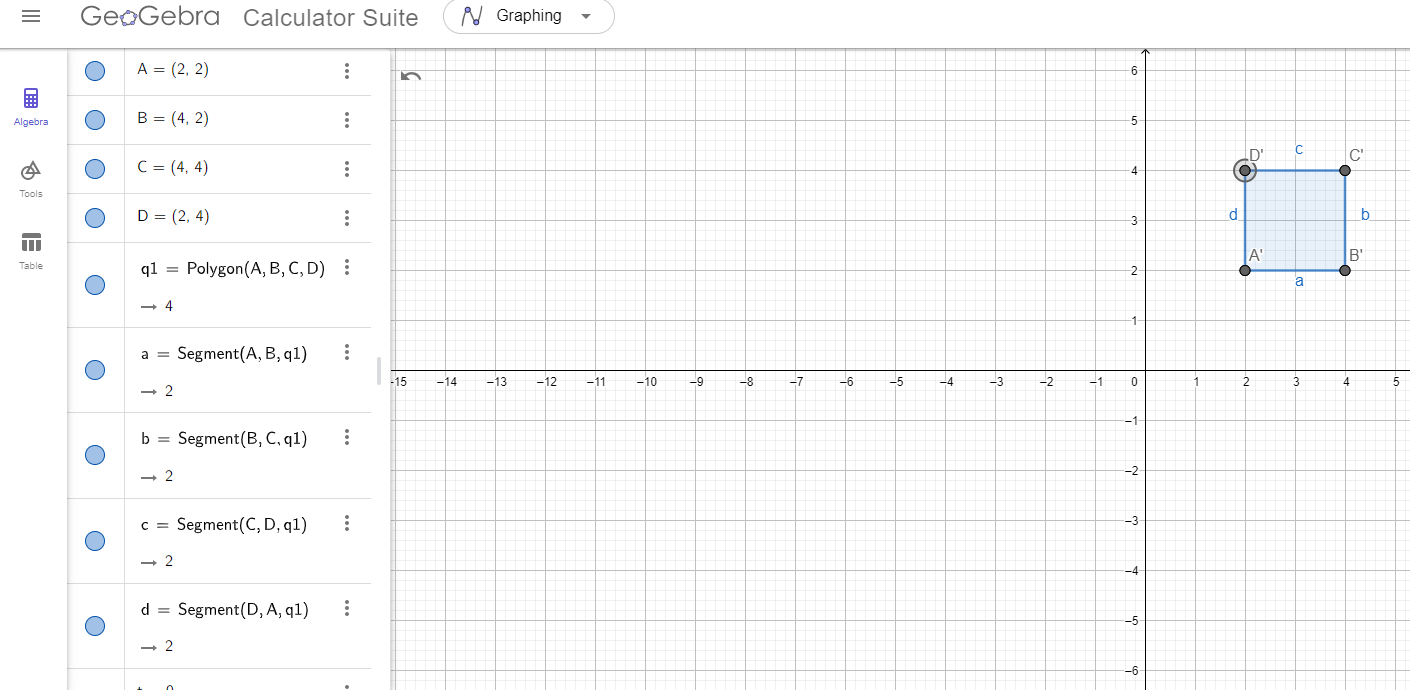 GeoGebra Calculator Suite Graphing
Algebra
Tools
Table
A = (2, 2)
B = (4, 2)
C = (4, 4)
D = (2, 4)
q1 = Polygon(A, B, C, D)
→ 4
a = Segment(A, B, q1)
→ 2
b = Segment(B, C, q1)
→ 2
c = Segment(C, D, q1)
→ 2
d = Segment(D, A, q1)
→ 2
6
5
D' c C'
4
d 3 b
A' B'
2
a
1
-15 –14 –13 –12 –11 –10 –9 –8 –7 –6 –5 –4 –3 –2 –1 0 1 2 3 4 5
–1
–2
–3
–4
–5
–6